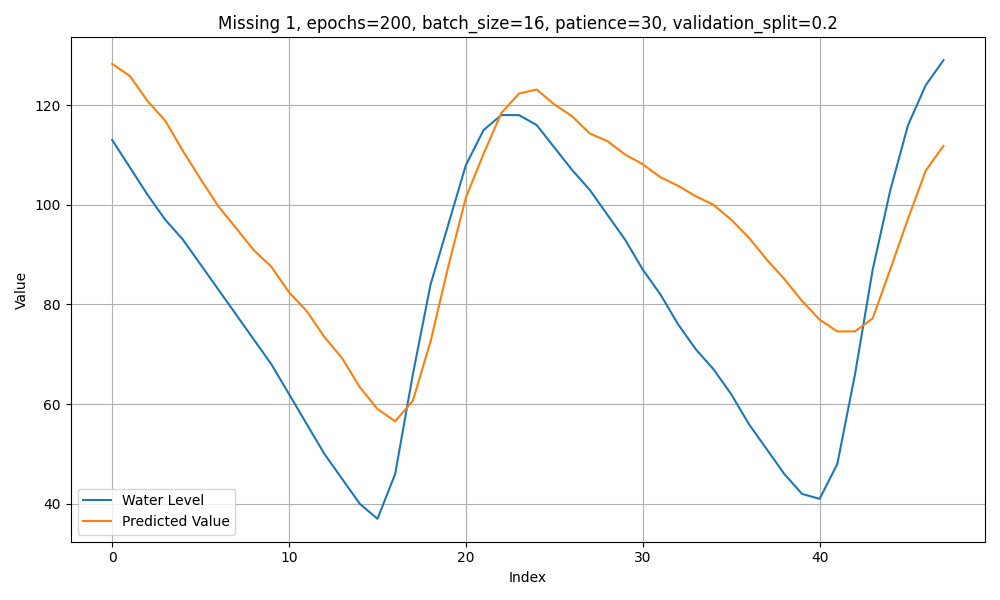 Missing 1, epochs=200, batch_size=16, patience=30, validation_split=0.2
Value
120
100
80
60
40
Water Level
Predicted Value
0 10 20 30 40
Index